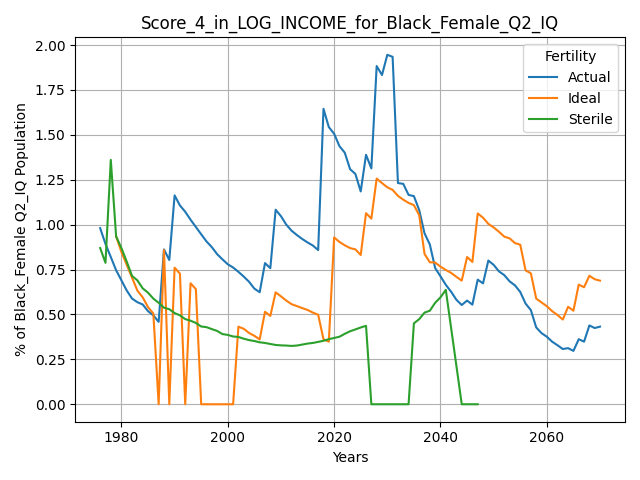 Score_4_in_LOG_INCOME_for_Black_Female_Q2_IQ
% of Black_Female Q2_IQ Population
2.00
1.75
1.50
1.25
1.00
0.75
0.50
0.25
0.00
Fertility
Actual
Ideal
Sterile
1980
2000
2020
2040
2060
Years